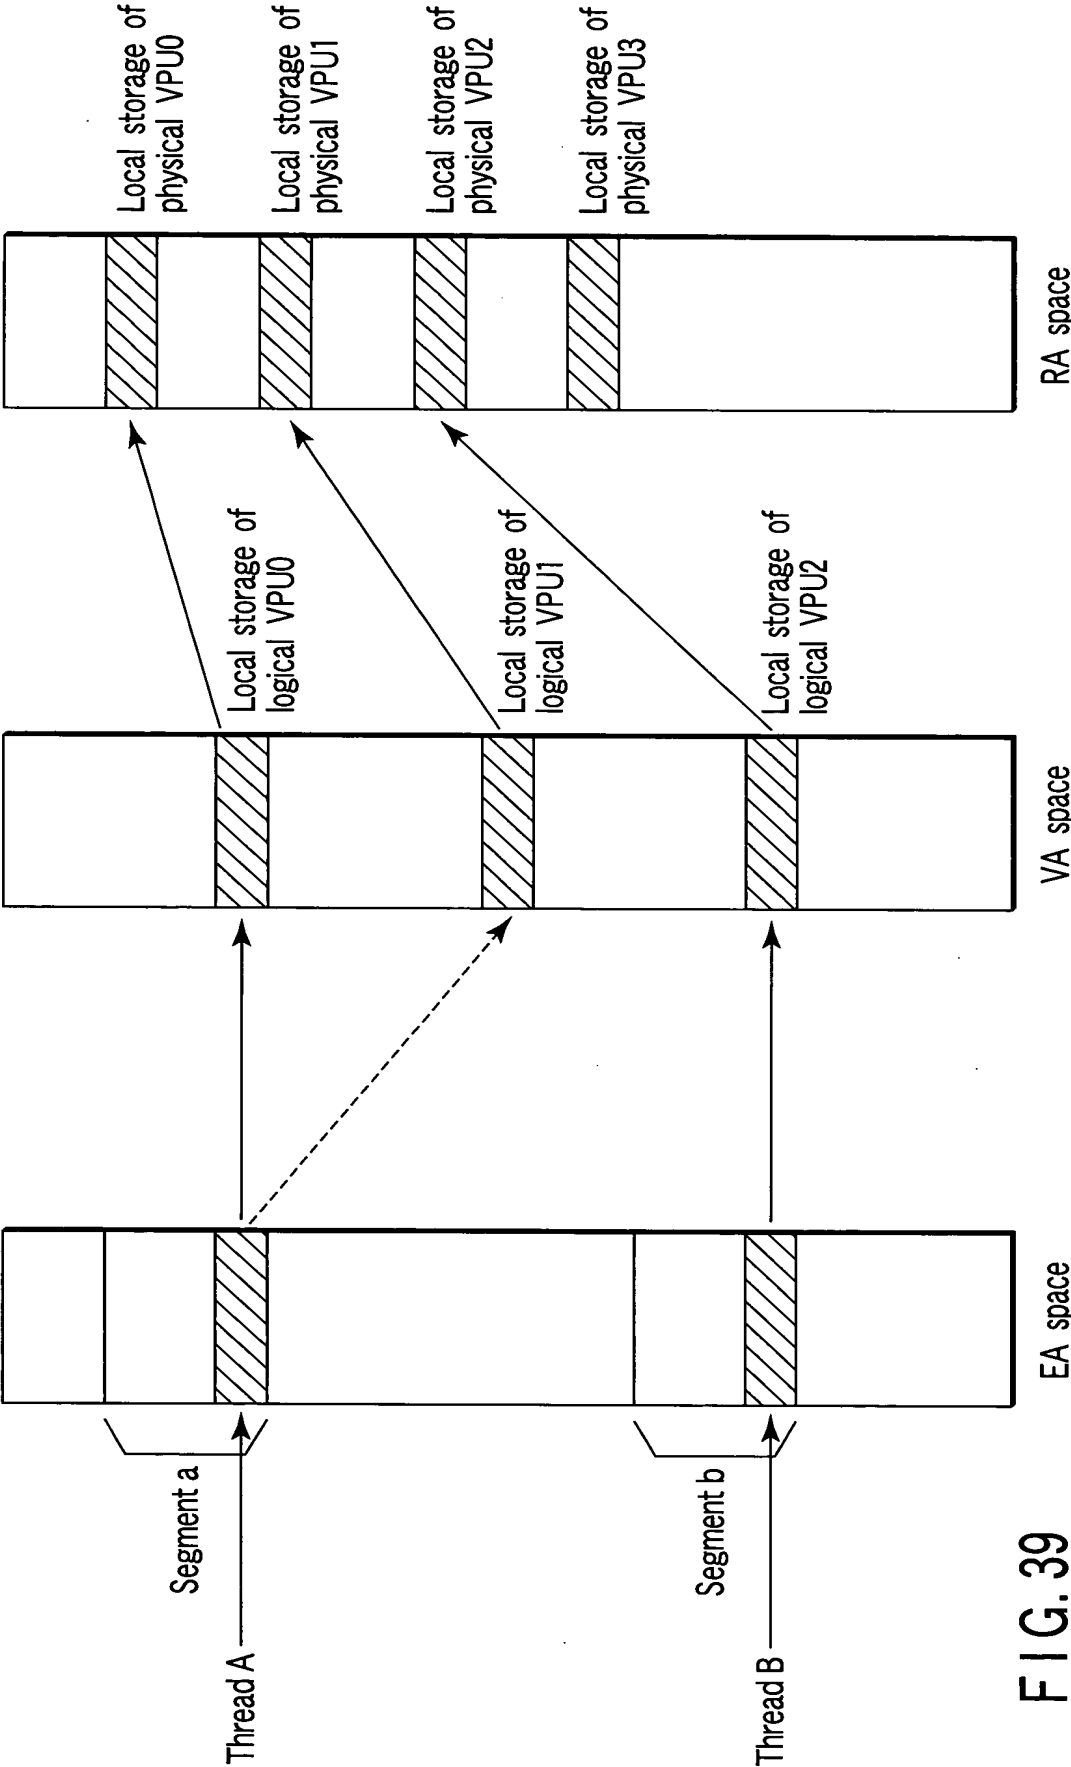 Local storage of
physical VPU0
Local storage of
physical VPU1
Local storage of
physical VPU2
Local storage of
physical VPU3
RA space
Local storage of
logical VPU0
Local storage of
logical VPU1
Local storage of
logical VPU2
VA space
EA space
Segment a
Thread A
Segment b
Thread B
FIG. 39